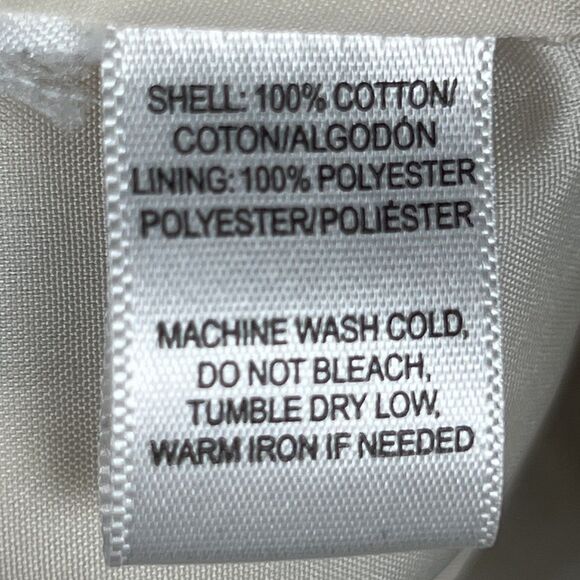 SHELL: 100% COTTON/
COTON/ALGODÓN
LINING: 100% POLYESTER
POLYESTER/POLIÉSTER
MACHINE WASH COLD,
DO NOT BLEACH,
TUMBLE DRY LOW,
WARM IRON IF NEEDED